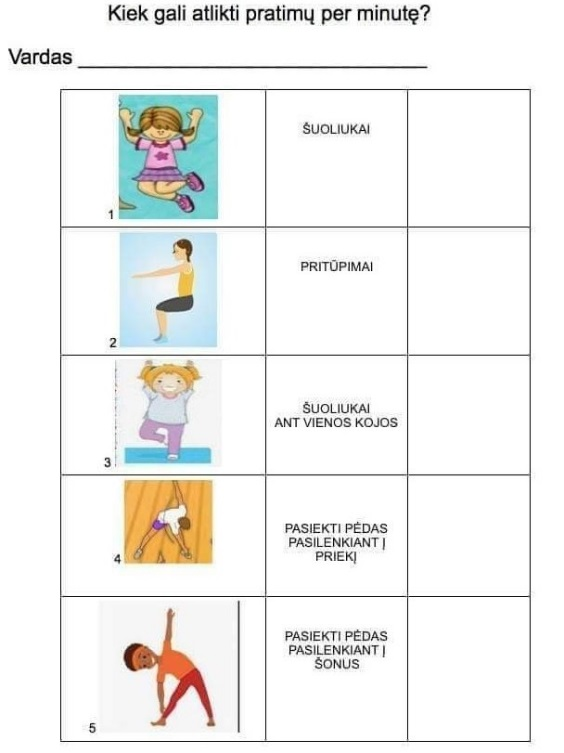 Kiek gali atlikti pratimų per minutę?
Vardas
1
ŠUOLIUKAI
2
PRITŪPIMAI
3
ŠUOLIUKAI
ANT VIENOS KOJOS
4
PASIEKTI PĖDAS
PASILENKIANT Į
PRIEKĮ
5
PASIEKTI PĖDAS
PASILENKIANT Į
ŠONUS